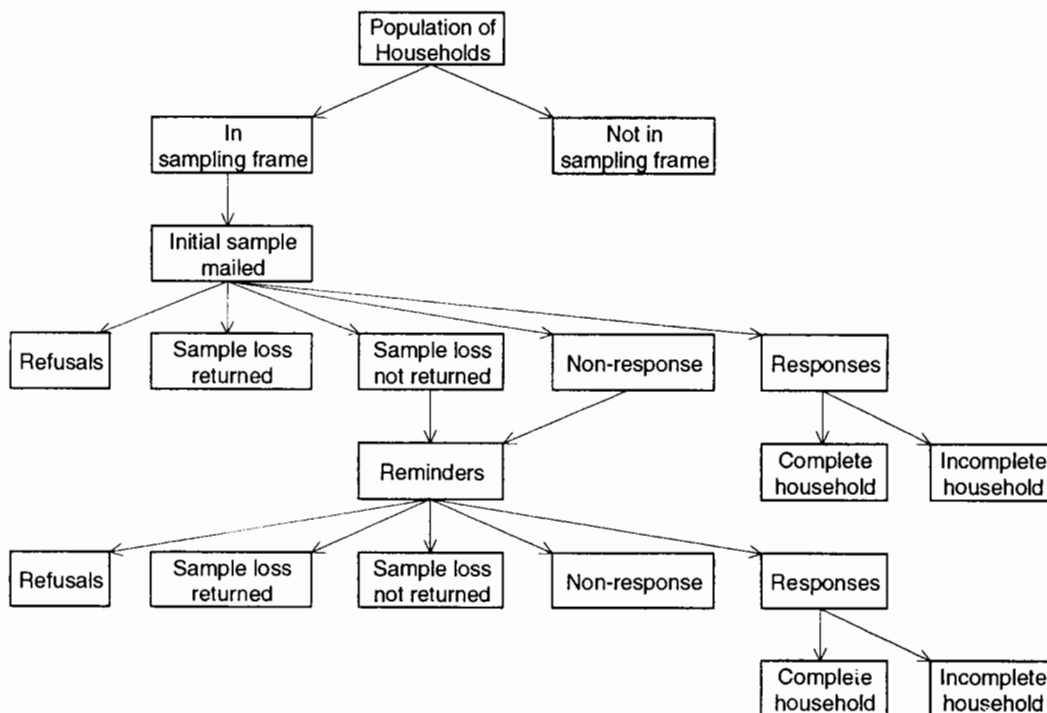 Population of
Households
In
sampling frame
Not in
sampling frame
Initial sample
mailed
Refusals
Sample loss
returned
Sample loss
not returned
Non-response
Responses
Reminders
Complete
household
Incomplete
household
Refusals
Sample loss
returned
Sample loss
not returned
Non-response
Responses
Complete
household
Incomplete
household